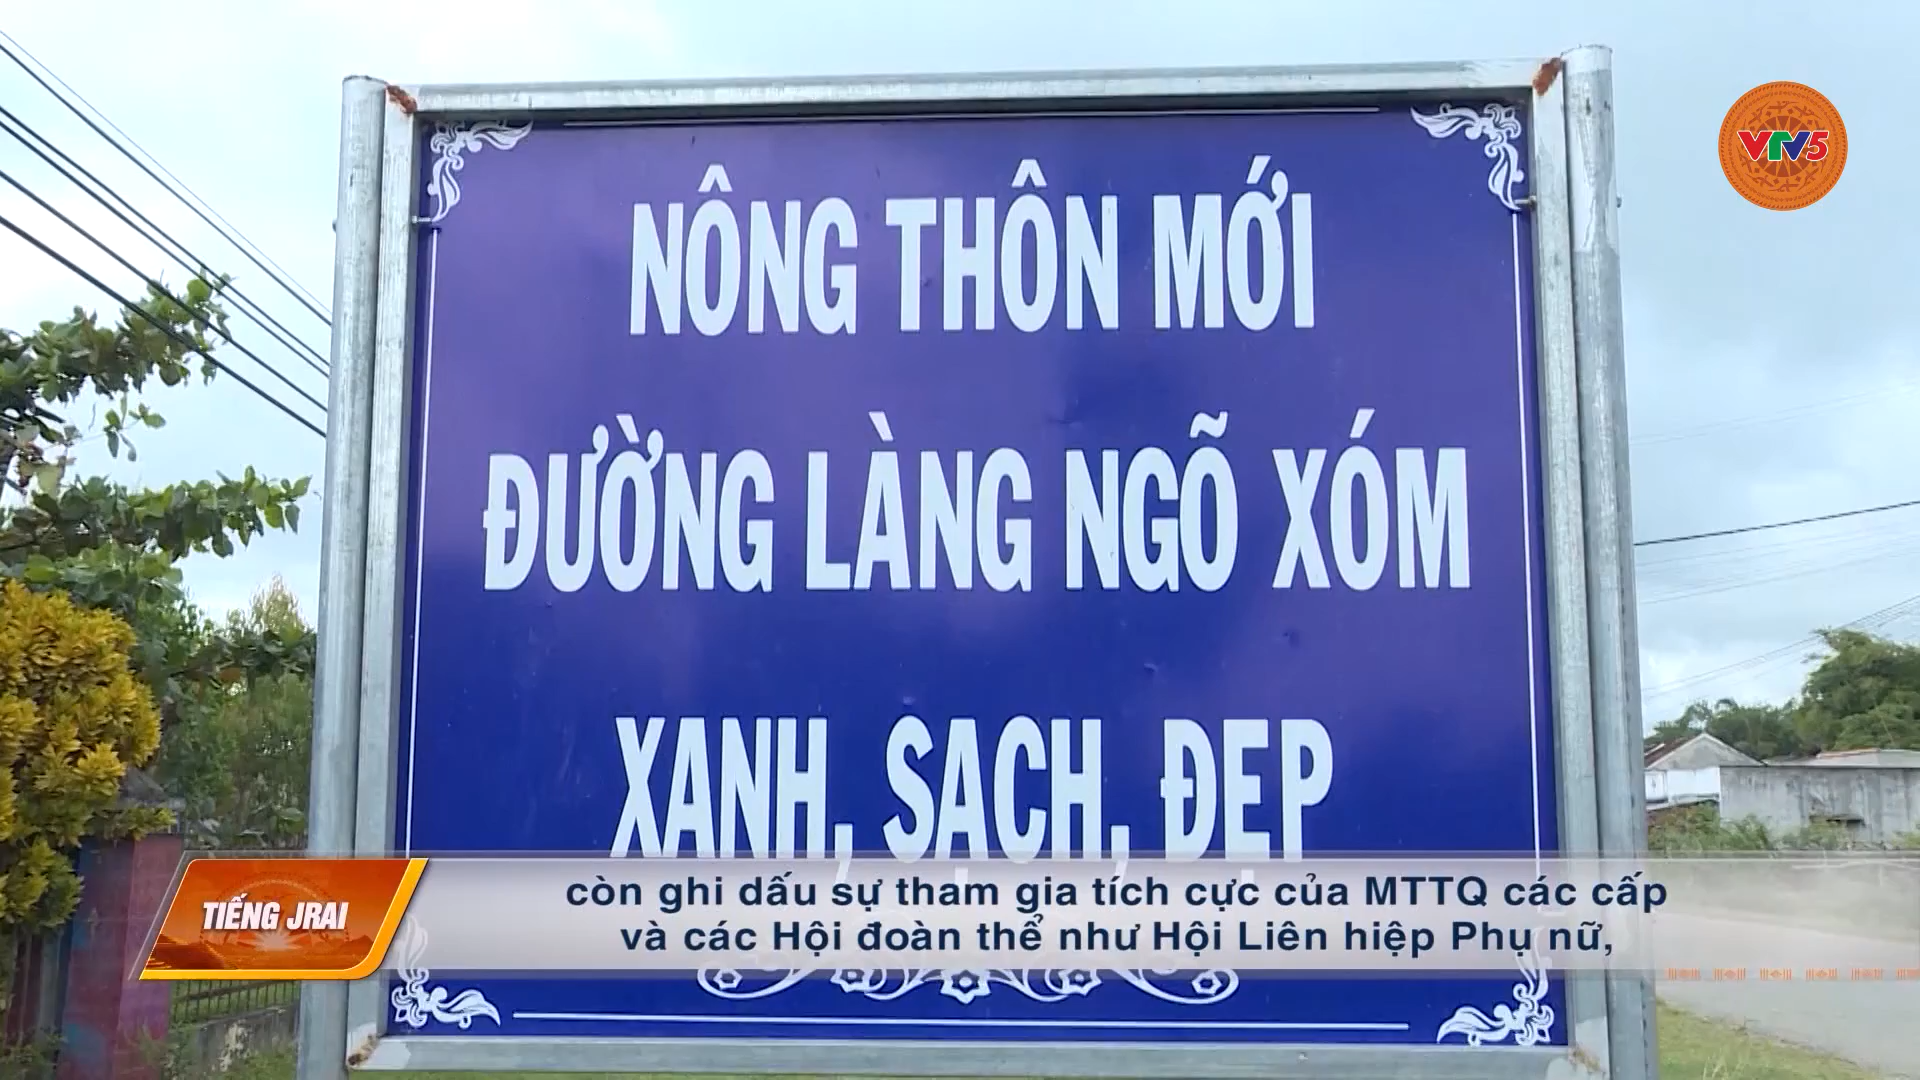 VTV5
NÔNG THÔN MỚI
ĐƯỜNG LÀNG NGÕ XÓM
XANH, SẠCH, ĐẸP
TIẾNG JRAI
còn ghi dấu sự tham gia tích cực của MTTQ các cấp
và các Hội đoàn thể như Hội Liên hiệp Phụ nữ,